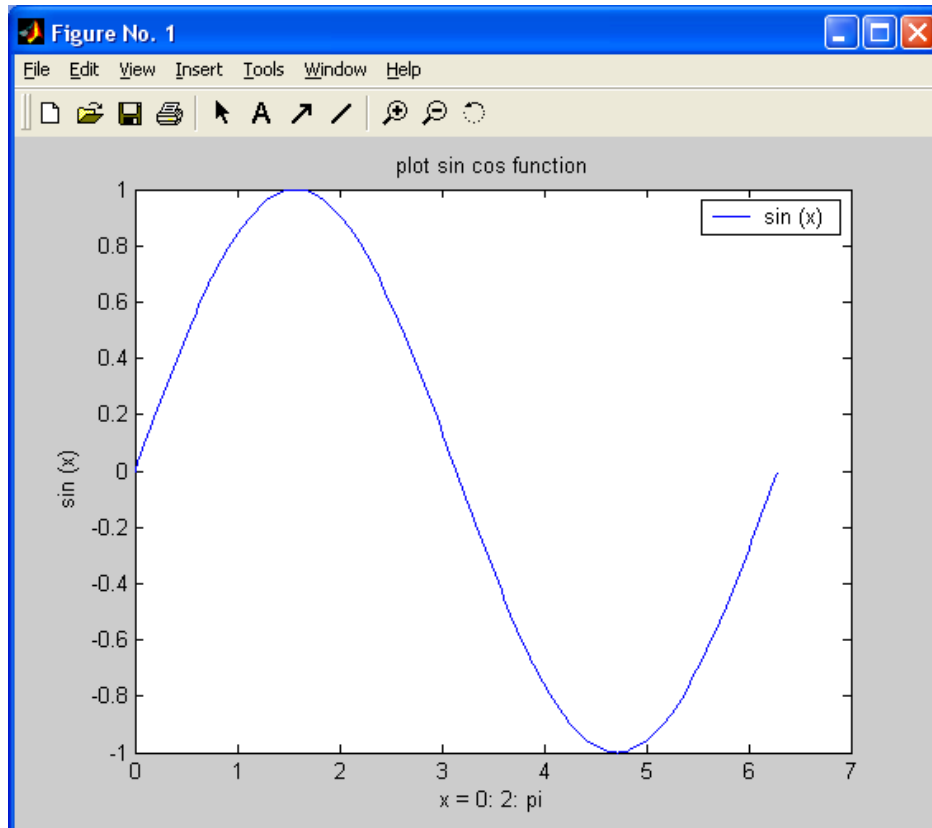 Figure No. 1
File Edit View Insert Tools Window Help
A
plot sin cos function
sin (x)
1
0.8
0.6
0.4
0.2
0
-0.2
-0.4
-0.6
-0.8
-1
sin (x)
0 1 2 3 4 5 6 7
x = 0: 2: pi